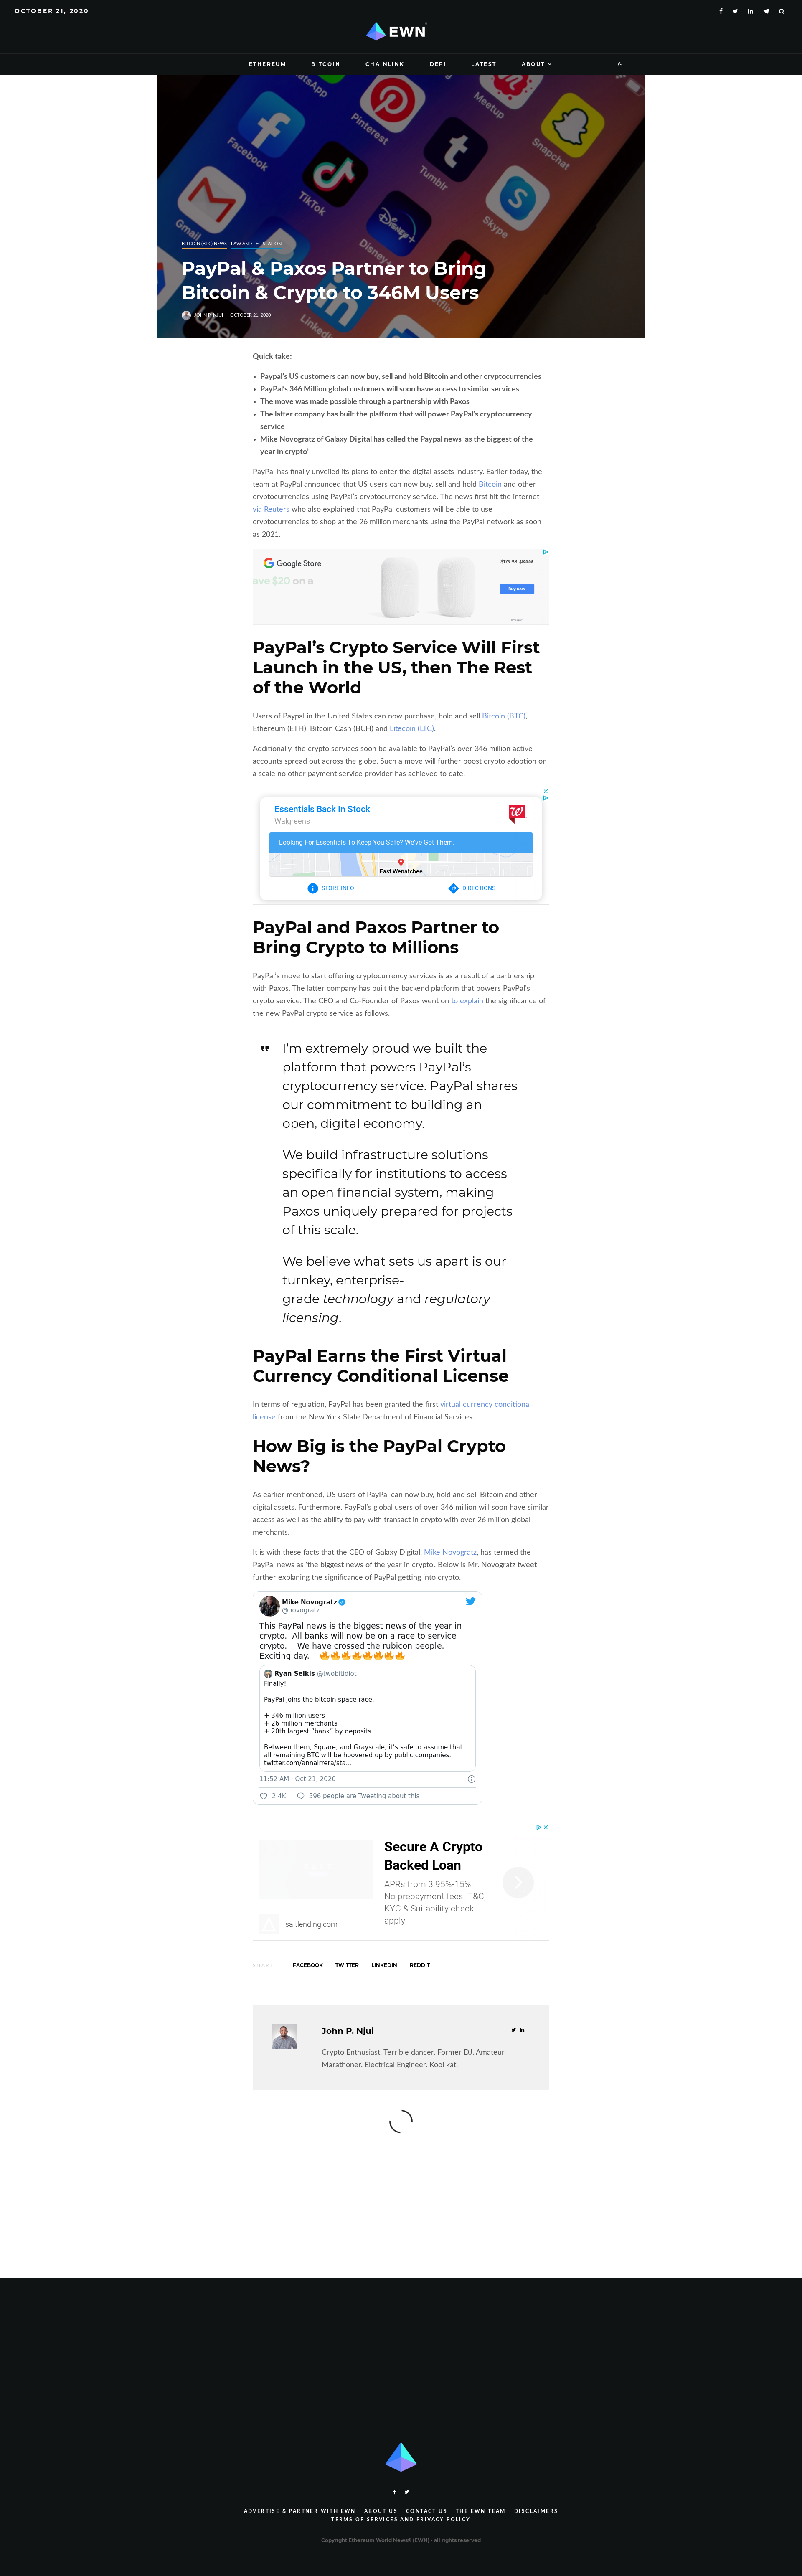 OCTOBER 21, 2020
EWN
ETHEREUM BITCOIN CHAINLINK DEFI LATEST ABOUT
Facebook
Pinterest
WhatsApp
Snapchat
TikTok
Tumblr
Gmail
Disney+
Skype
Netflix
BITCOIN (BTC) NEWS LAW AND LEGISLATION
PayPal & Paxos Partner to Bring
Bitcoin & Crypto to 346M Users
JOHN P. NJUI · OCTOBER 21, 2020
Quick take:
• Paypal's US customers can now buy, sell and hold Bitcoin and other cryptocurrencies
• PayPal's 346 Million global customers will soon have access to similar services
• The move was made possible through a partnership with Paxos
• The latter company has built the platform that will power PayPal's cryptocurrency
service
• Mike Novogratz of Galaxy Digital has called the Paypal news 'as the biggest of the
year in crypto'
PayPal has finally unveiled its plans to enter the digital assets industry. Earlier today, the
team at PayPal announced that US users can now buy, sell and hold Bitcoin and other
cryptocurrencies using PayPal's cryptocurrency service. The news first hit the internet
via Reuters who also explained that PayPal customers will be able to use
cryptocurrencies to shop at the 26 million merchants using the PayPal network as soon
as 2021.
Google Store
ave $20 on a
$179.98 $199.98
Buy now
PayPal's Crypto Service Will First
Launch in the US, then The Rest
of the World
Users of Paypal in the United States can now purchase, hold and sell Bitcoin (BTC),
Ethereum (ETH), Bitcoin Cash (BCH) and Litecoin (LTC).
Additionally, the crypto services soon be available to PayPal's over 346 million active
accounts spread out across the globe. Such a move will further boost crypto adoption on
a scale no other payment service provider has achieved to date.
Essentials Back In Stock
Walgreens
Looking For Essentials To Keep You Safe? We've Got Them.
East Wenatchee
STORE INFO DIRECTIONS
PayPal and Paxos Partner to
Bring Crypto to Millions
PayPal's move to start offering cryptocurrency services is as a result of a partnership
with Paxos. The latter company has built the backend platform that powers PayPal's
crypto service. The CEO and Co-Founder of Paxos went on to explain the significance of
the new PayPal crypto service as follows.
I'm extremely proud we built the
platform that powers PayPal's
cryptocurrency service. PayPal shares
our commitment to building an
open, digital economy.
We build infrastructure solutions
specifically for institutions to access
an open financial system, making
Paxos uniquely prepared for projects
of this scale.
We believe what sets us apart is our
turnkey, enterprise-
grade technology and regulatory
licensing.
PayPal Earns the First Virtual
Currency Conditional License
In terms of regulation, PayPal has been granted the first virtual currency conditional
license from the New York State Department of Financial Services.
How Big is the PayPal Crypto
News?
As earlier mentioned, US users of PayPal can now buy, hold and sell Bitcoin and other
digital assets. Furthermore, PayPal's global users of over 346 million will soon have similar
access as well as the ability to pay with transact in crypto with over 26 million global
merchants.
It is with these facts that the CEO of Galaxy Digital, Mike Novogratz, has termed the
PayPal news as 'the biggest news of the year in crypto'. Below is Mr. Novogratz tweet
further explaining the significance of PayPal getting into crypto.
Mike Novogratz
@novogratz
This PayPal news is the biggest news of the year in
crypto. All banks will now be on a race to service
crypto. We have crossed the rubicon people.
Exciting day. 🔥🔥🔥🔥🔥🔥🔥🔥
Ryan Selkis @twobitidiot
Finally!
PayPal joins the bitcoin space race.
+ 346 million users
+ 26 million merchants
+ 20th largest "bank" by deposits
Between them, Square, and Grayscale, it's safe to assume that
all remaining BTC will be hoovered up by public companies.
twitter.com/annairrera/sta...
11:52 AM · Oct 21, 2020
2.4K 596 people are Tweeting about this
Secure A Crypto
Backed Loan
APRs from 3.95%-15%.
No prepayment fees. T&C,
KYC & Suitability check
apply
saltlending.com
SHARE FACEBOOK TWITTER LINKEDIN REDDIT
John P. Njui
Crypto Enthusiast. Terrible dancer. Former DJ. Amateur
Marathoner. Electrical Engineer. Kool kat.
ADVERTISE & PARTNER WITH EWN ABOUT US CONTACT US THE EWN TEAM DISCLAIMERS
TERMS OF SERVICES AND PRIVACY POLICY
Copyright Ethereum World News® (EWN) - all rights reserved